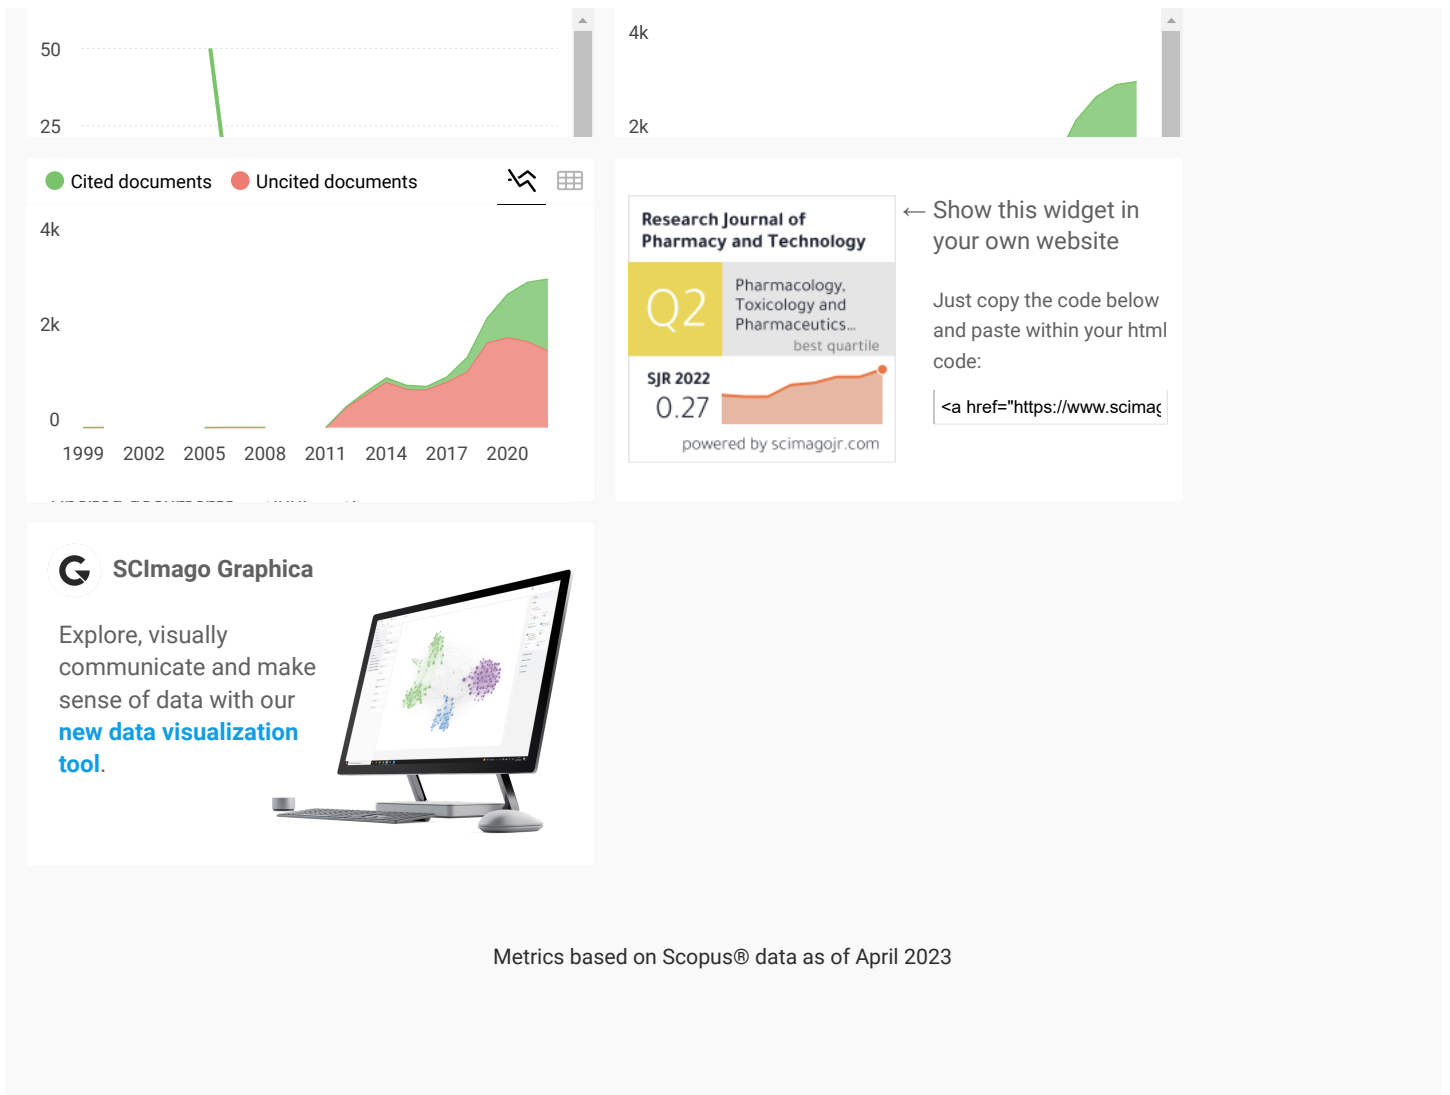 50
25
4k
2k
Cited documents Uncited documents
4k
2k
0
1999 2002 2005 2008 2011 2014 2017 2020
Research Journal of
Pharmacy and Technology
Q2
Pharmacology,
Toxicology and
Pharmaceutics...
best quartile
SJR 2022
0.27
powered by scimagojr.com
← Show this widget in
your own website
Just copy the code below
and paste within your html
code:
<a href="https://www.scimag
SCImago Graphica
Explore, visually
communicate and make
sense of data with our
new data visualization
tool.
Metrics based on Scopus® data as of April 2023